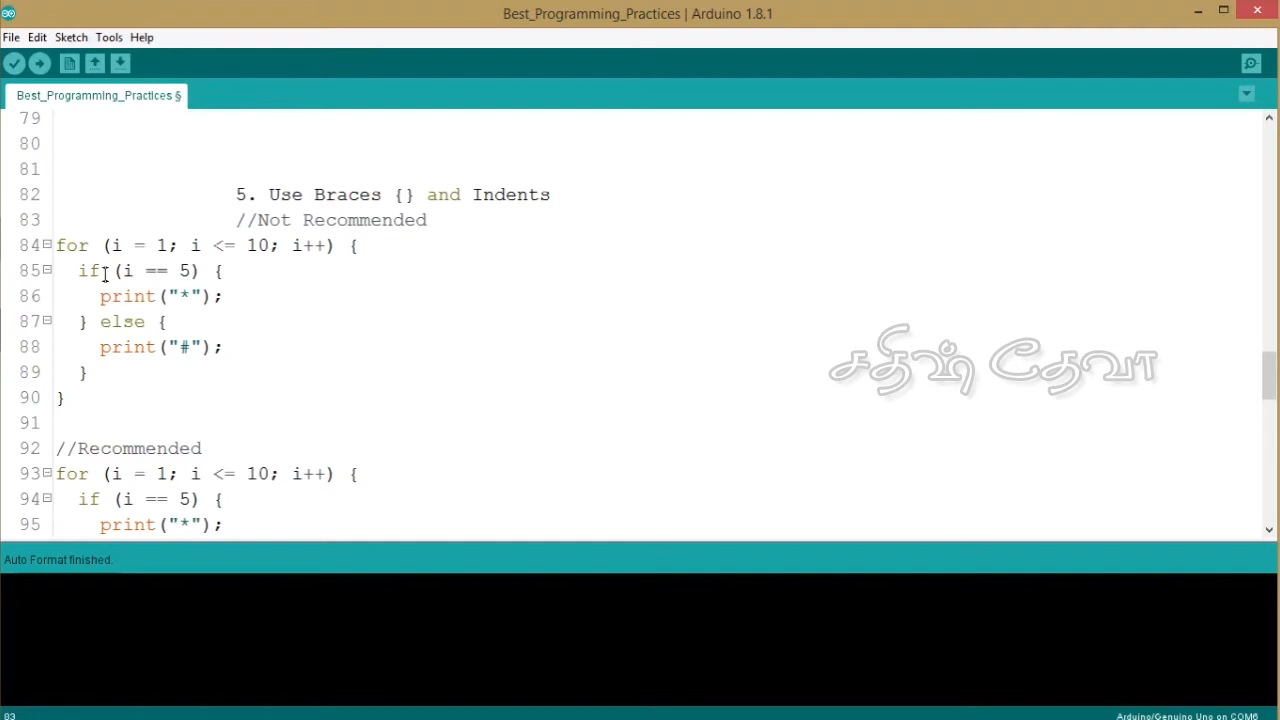 Best_Programming_Practices | Arduino 1.8.1
File Edit Sketch Tools Help
Best_Programming_Practices §
79
80
81
82 5. Use Braces {} and Indents
83 //Not Recommended
84 for (i = 1; i <= 10; i++) {
85 if (i == 5) {
86 print("*");
87 } else {
88 print("#");
89 }
90 }
91
92 //Recommended
93 for (i = 1; i <= 10; i++) {
94 if (i == 5) {
95 print("*");
சதிஷ் தேவா
Auto Format finished.
83 Arduino/Genuino Uno on COM6